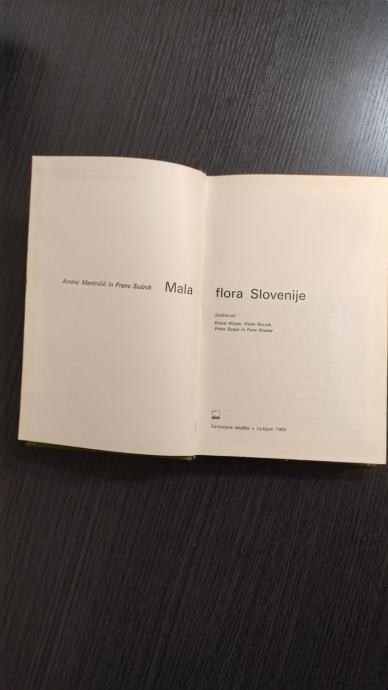 Andrej Martinčič in Franc Sušnik
Mala flora Slovenije
Sodelovali
Ernest Mayer, Vlado Ravnik,
Vinko Strgar in Tone Wraber
Cankarjeva založba v Ljubljani 1969